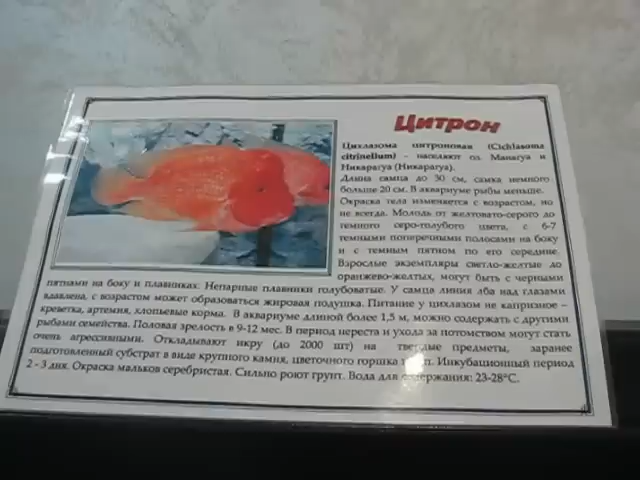 Цитрон
Цихлазома цитроновая (Cichlasoma
citrinellum) - населяют оз. Манагуа и
Никарагуа (Никарагуа).
Длина самца до 30 см, самка немного
больше 20 см. В аквариуме рыбы меньше.
Окраска тела изменяется с возрастом, но
не всегда. Молодь от желтовато-серого до
темного серо-голубого цвета, с 6-7
темными поперечными полосами на боку
и с темным пятном по его середине.
Взрослые экземпляры светло-желтые до
оранжево-желтых, могут быть с черными
пятнами на боку и плавниках. Непарные плавники голубоватые. У самца линия лба над глазами
вдавлена, с возрастом может образоваться жировая подушка. Питание у цихлазом не капризное –
креветка, артемия, хлопьевые корма. В аквариуме длиной более 1,5 м, можно содержать с другими
рыбами семейства. Половая зрелость в 9-12 мес. В период нереста и ухода за потомством могут стать
очень агрессивными. Откладывают икру (до 2000 шт) на твердые предметы, заранее
подготовленный субстрат в виде крупного камня, цветочного горшка Инкубационный период
2 - 3 дня. Окраска мальков серебристая. Сильно роют грунт. Вода для содержания: 23-28°С.